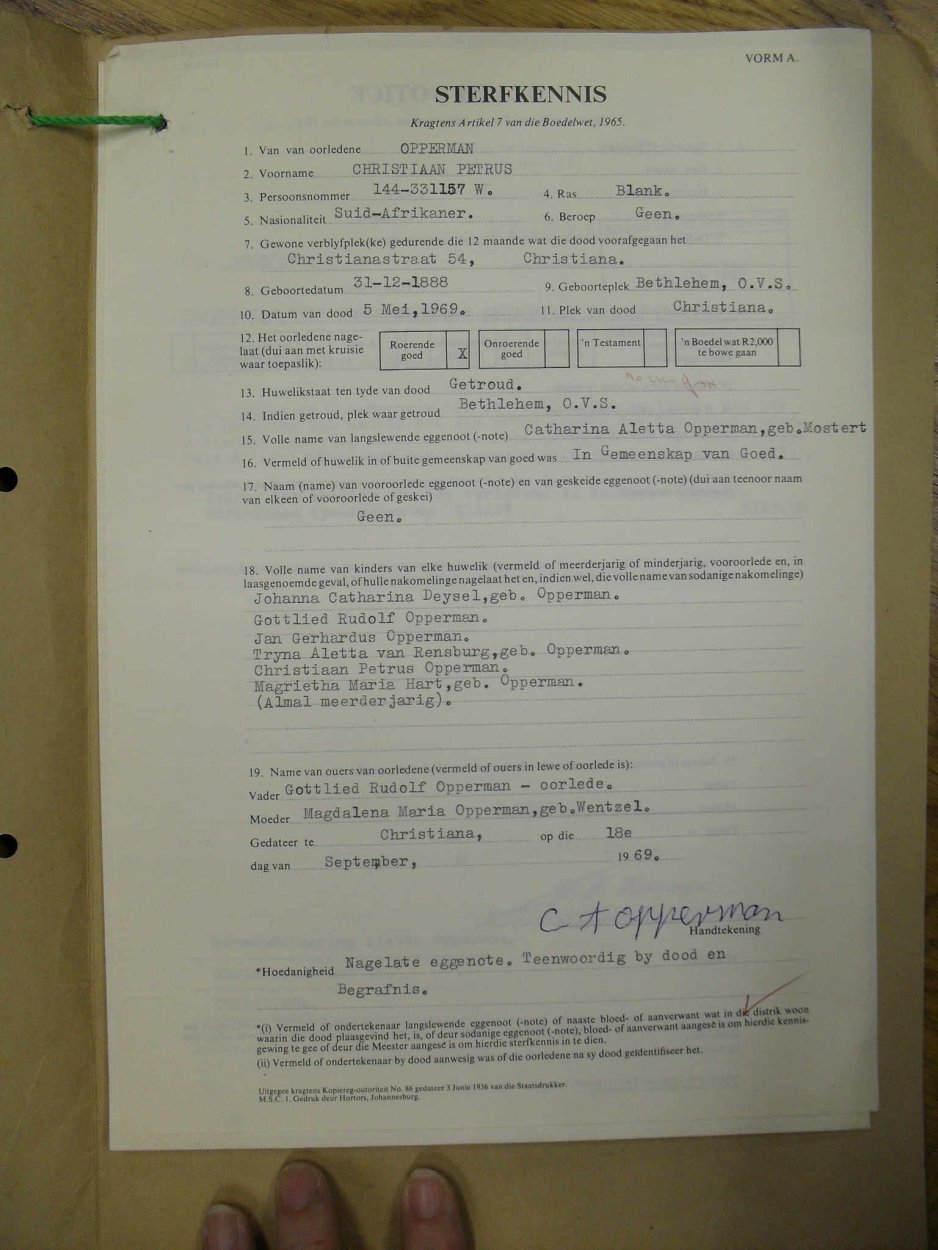 VORM A.
STERFKENNIS
Kragtens Artikel 7 van die Boedelwet, 1965.
1. Van van oorledene OPPERMAN
2. Voorname CHRISTIAAN PETRUS
3. Persoonsnommer 144-331157 W. 4. Ras Blank.
5. Nasionaliteit Suid-Afrikaner. 6. Beroep Geen.
7. Gewone verblyfplek(ke) gedurende die 12 maande wat die dood voorafgegaan het
Christianastraat 54, Christiana.
8. Geboortedatum 31-12-1888 9. Geboorteplek Bethlehem, O.V.S.
10. Datum van dood 5 Mei,1969. 11. Plek van dood Christiana.
12. Het oorledene nage-
laat (dui aan met kruisie
waar toepaslik):
Roerende
goed X
Onroerende
goed
'n Testament
'n Boedel wat R2,000
te bowe gaan
13. Huwelikstaat ten tyde van dood Getroud.
14. Indien getroud, plek waar getroud Bethlehem, O.V.S.
15. Volle name van langslewende eggenoot (-note) Catharina Aletta Opperman,geb.Mostert
16. Vermeld of huwelik in of buite gemeenskap van goed was In Gemeenskap van Goed.
17. Naam (name) van vooroorlede eggenoot (-note) en van geskeide eggenoot (-note) (dui aan teenoor naam
van elkeen of vooroorlede of geskei)
Geen.
18. Volle name van kinders van elke huwelik (vermeld of meerderjarig of minderjarig, vooroorlede en, in
laasgenoemde geval, of hulle nakomelinge nagelaat het en, indien wel, die volle name van sodanige nakomelinge)
Johanna Catharina Deysel,geb. Opperman.
Gottlied Rudolf Opperman.
Jan Gerhardus Opperman.
Tryna Aletta van Rensburg,geb. Opperman.
Christiaan Petrus Opperman.
Magrietha Maria Hart,geb. Opperman.
(Almal meerderjarig).
19. Name van ouers van oorledene (vermeld of ouers in lewe of oorlede is):
Vader Gottlied Rudolf Opperman - oorlede.
Moeder Magdalena Maria Opperman,geb.Wentzel.
Gedateer te Christiana, op die 18e
dag van September, 19 69.
C A Opperman
Handtekening
*Hoedanigheid Nagelate eggenote. Teenwoordig by dood en
Begrafnis.
*(i) Vermeld of ondertekenaar langslewende eggenoot (-note) of naaste bloed- of aanverwant wat in die distrik woon
waarin die dood plaasgevind het, is, of deur sodanige eggenoot (-note), bloed- of aanverwant aangesê is om hierdie kennis-
gewing te gee of deur die Meester aangesê is om hierdie sterfkennis in te dien.
(ii) Vermeld of ondertekenaar by dood aanwesig was of die oorledene na sy dood geïdentifiseer het.
Uitgegee kragtens Kopiereg-outoriteit No. 86 gedateer 3 Junie 1936 van die Staatsdrukker.
M.S.C. 1. Gedruk deur Hortors, Johannesburg.